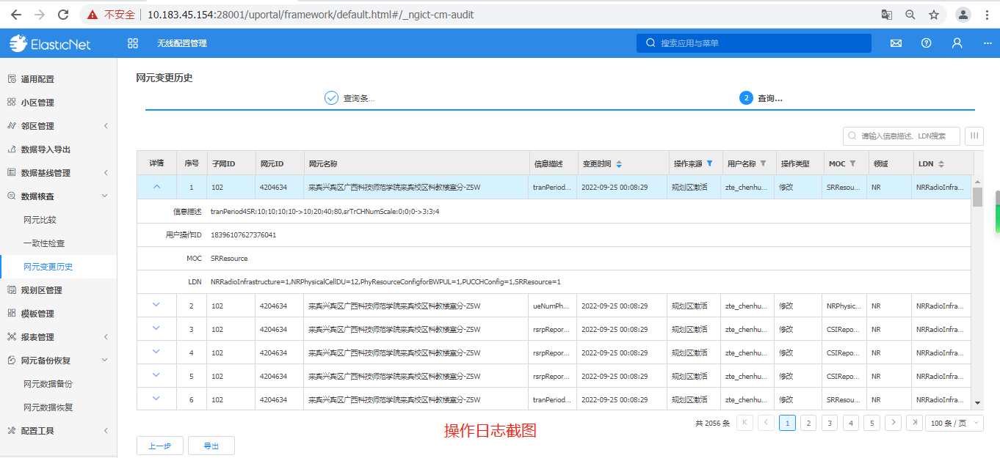 不安全 10.183.45.154:28001/uportal/framework/default.html#/_ngict-cm-audit
ElasticNet 无线配置管理 搜索应用与菜单
通用配置
小区管理
邻区管理
数据导入导出
数据基线管理
数据核查
网元比较
一致性检查
网元变更历史
规划区管理
模板管理
报表管理
网元备份恢复
网元数据备份
网元数据恢复
配置工具
网元变更历史
查询条... 2 查询...
请输入信息描述、LDN搜索
详情 序号 子网ID 网元ID 网元名称 信息描述 变更时间 操作来源 用户名称 操作类型 MOC 领域 LDN
1 102 4204634 来宾兴宾区广西科技师范学院来宾校区科教楼室分-Z5W tranPeriod... 2022-09-25 00:08:29 规划区激活 zte_chenhu... 修改 SRResou... NR NRRadioInfra...
信息描述 tranPeriod4SR:10;10;10;10->10;20;40;80,srTrCHNumScale:0;0;0->3;3;4
用户操作ID 18396107627376041
MOC SRResource
LDN NRRadioInfrastructure=1,NRPhysicalCellDU=12,PhyResourceConfigforBWPUL=1,PUCCHConfig=1,SRResource=1
2 102 4204634 来宾兴宾区广西科技师范学院来宾校区科教楼室分-Z5W ueNumPh... 2022-09-25 00:08:29 规划区激活 zte_chenhu... 修改 NRPhysic... NR NRRadioInfra...
3 102 4204634 来宾兴宾区广西科技师范学院来宾校区科教楼室分-Z5W rsrpRepor... 2022-09-25 00:08:29 规划区激活 zte_chenhu... 修改 CSIRepo... NR NRRadioInfra...
4 102 4204634 来宾兴宾区广西科技师范学院来宾校区科教楼室分-Z5W rsrpRepor... 2022-09-25 00:08:29 规划区激活 zte_chenhu... 修改 CSIRepo... NR NRRadioInfra...
5 102 4204634 来宾兴宾区广西科技师范学院来宾校区科教楼室分-Z5W rsrpRepor... 2022-09-25 00:08:29 规划区激活 zte_chenhu... 修改 CSIRepo... NR NRRadioInfra...
6 102 4204634 来宾兴宾区广西科技师范学院来宾校区科教楼室分-Z5W tranPeriod... 2022-09-25 00:08:29 规划区激活 zte_chenhu... 修改 SRResou... NR NRRadioInfra...
共 2056 条 1 2 3 4 5 100 条 / 页
操作日志截图
上一步 导出